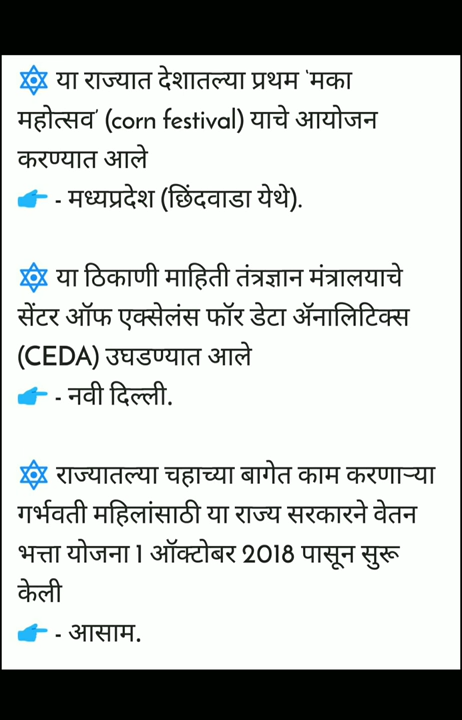 🔯 या राज्यात देशातल्या प्रथम 'मका
महोत्सव' (corn festival) याचे आयोजन
करण्यात आले
👉 - मध्यप्रदेश (छिंदवाडा येथे).
🔯 या ठिकाणी माहिती तंत्रज्ञान मंत्रालयाचे
सेंटर ऑफ एक्सेलंस फॉर डेटा अ‍ॅनालिटिक्स
(CEDA) उघडण्यात आले
👉 - नवी दिल्ली.
🔯 राज्यातल्या चहाच्या बागेत काम करणाऱ्या
गर्भवती महिलांसाठी या राज्य सरकारने वेतन
भत्ता योजना 1 ऑक्टोबर 2018 पासून सुरू
केली
👉 - आसाम.